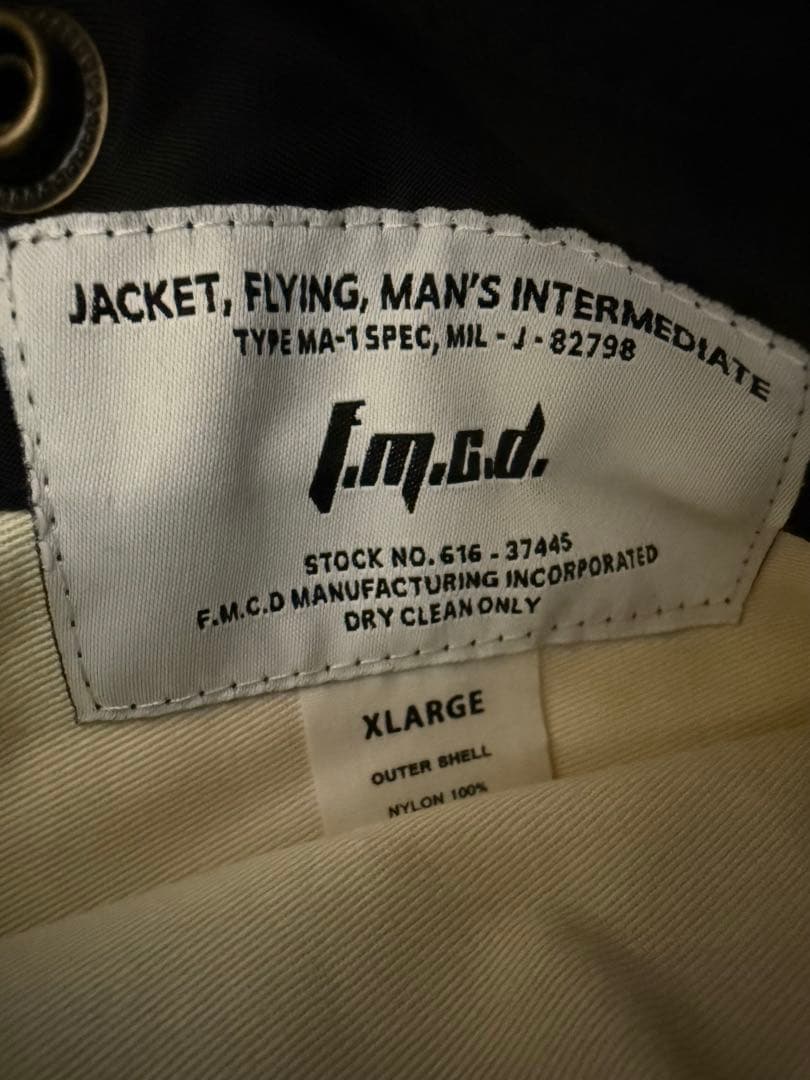 JACKET, FLYING, MAN'S INTERMEDIATE
TYPE MA-1 SPEC, MIL - J - 82798
f.m.c.d.
STOCK NO. 616 - 37445
F.M.C.D MANUFACTURING INCORPORATED
DRY CLEAN ONLY
XLARGE
OUTER SHELL
NYLON 100%